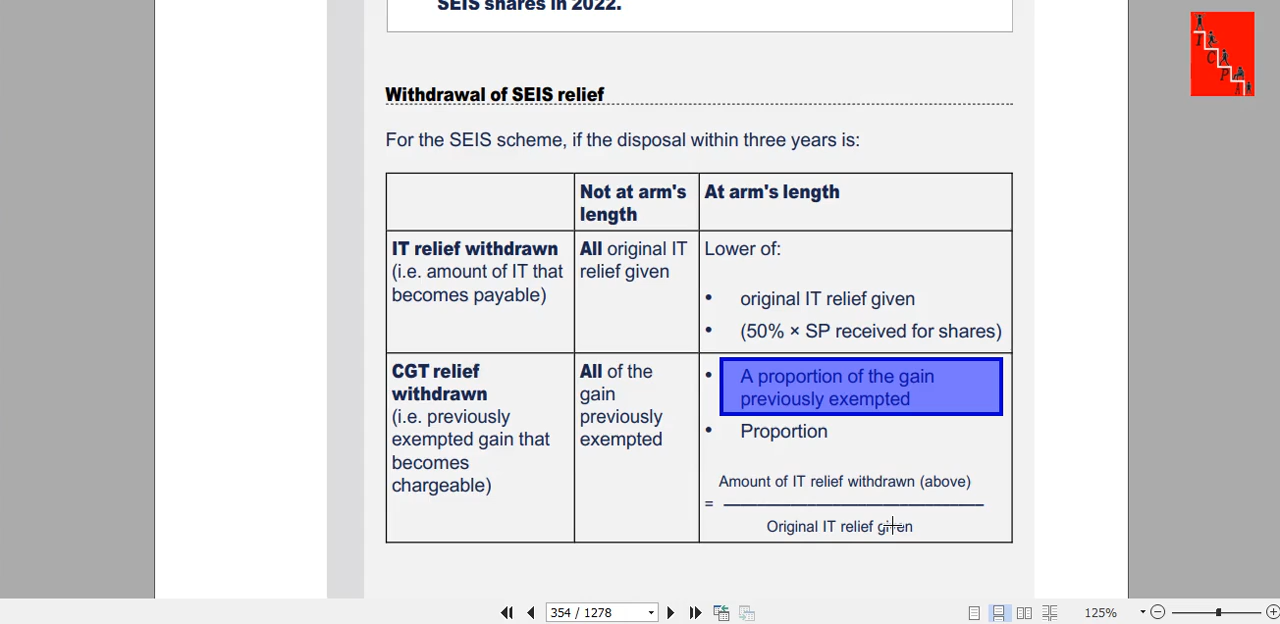 SEIS shares in 2022.
Withdrawal of SEIS relief
For the SEIS scheme, if the disposal within three years is:
Not at arm's
length
At arm's length
IT relief withdrawn
(i.e. amount of IT that
becomes payable)
All original IT
relief given
Lower of:
• original IT relief given
• (50% × SP received for shares)
CGT relief
withdrawn
(i.e. previously
exempted gain that
becomes
chargeable)
All of the
gain
previously
exempted
• A proportion of the gain
previously exempted
• Proportion
Amount of IT relief withdrawn (above)
=
Original IT relief given
I
C
P
A
354 / 1278
125%